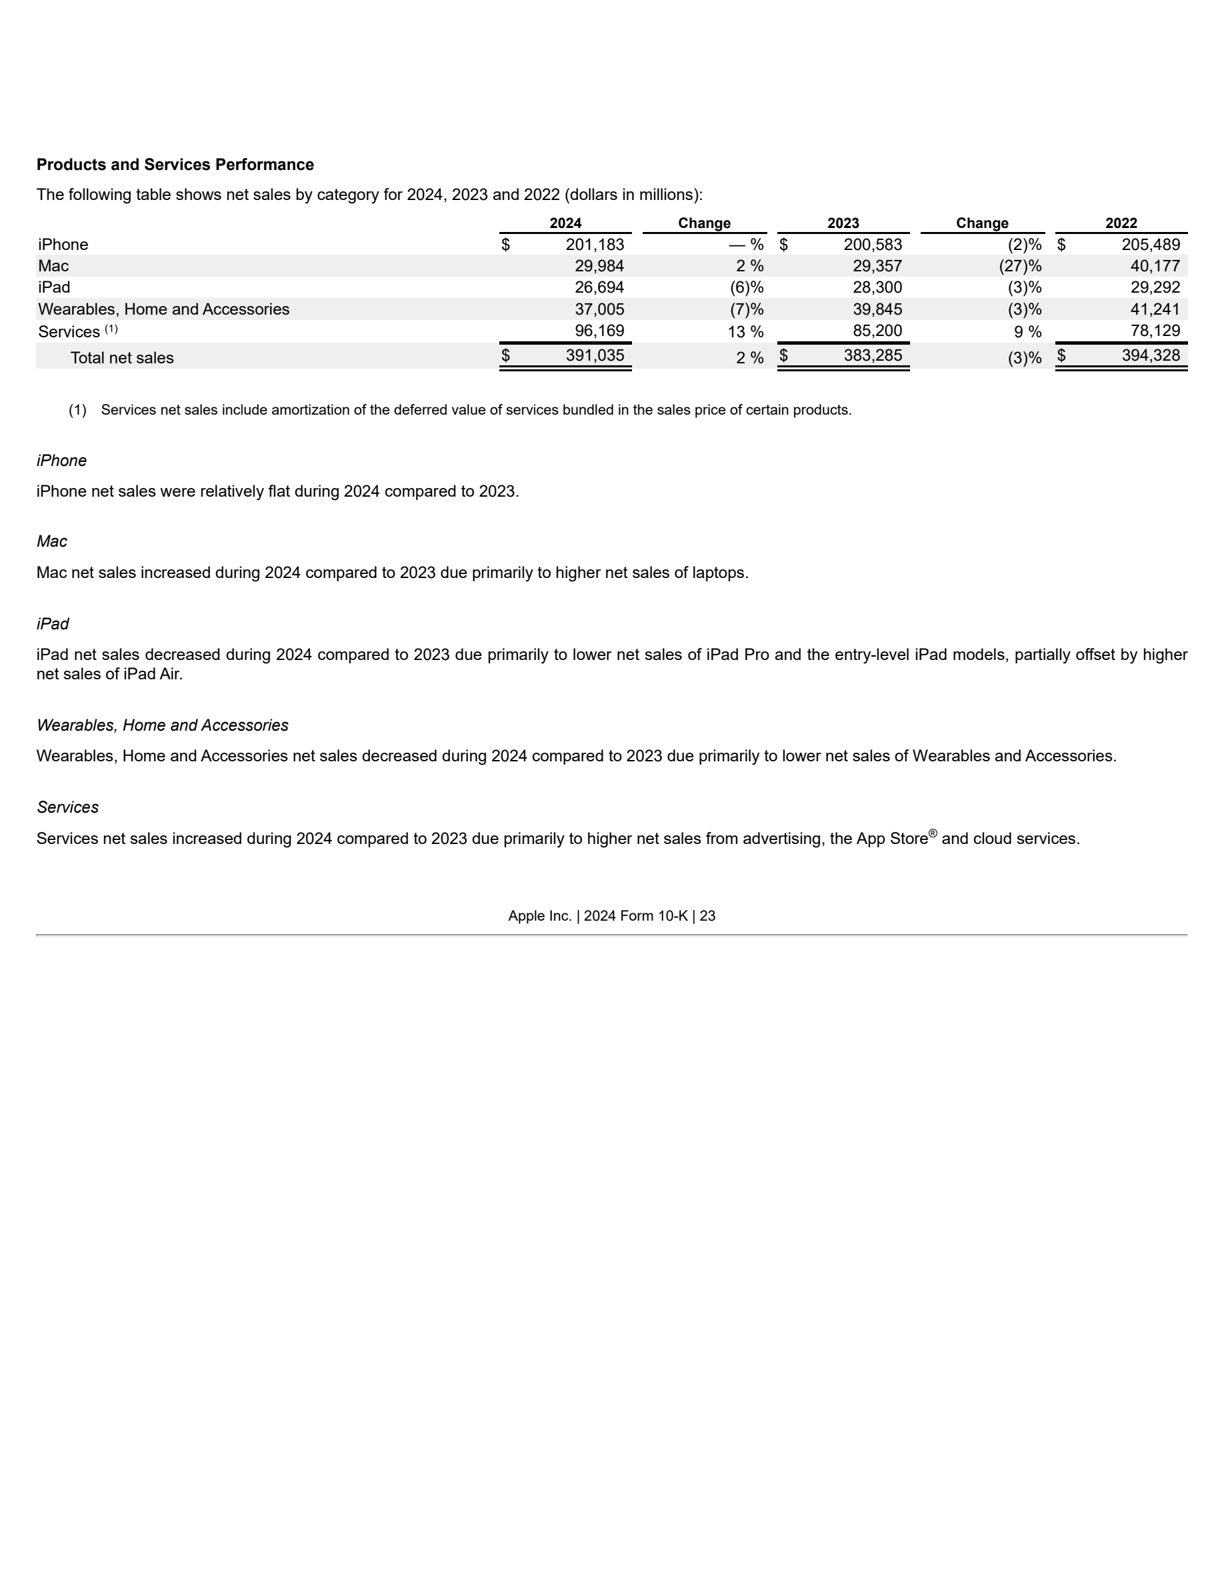 Products and Services Performance
The following table shows net sales by category for 2024, 2023 and 2022 (dollars in millions):
2024 Change 2023 Change 2022
iPhone $ 201,183 — % $ 200,583 (2)% $ 205,489
Mac 29,984 2 % 29,357 (27)% 40,177
iPad 26,694 (6)% 28,300 (3)% 29,292
Wearables, Home and Accessories 37,005 (7)% 39,845 (3)% 41,241
Services (1) 96,169 13 % 85,200 9 % 78,129
Total net sales $ 391,035 2 % $ 383,285 (3)% $ 394,328
(1) Services net sales include amortization of the deferred value of services bundled in the sales price of certain products.
iPhone
iPhone net sales were relatively flat during 2024 compared to 2023.
Mac
Mac net sales increased during 2024 compared to 2023 due primarily to higher net sales of laptops.
iPad
iPad net sales decreased during 2024 compared to 2023 due primarily to lower net sales of iPad Pro and the entry-level iPad models, partially offset by higher
net sales of iPad Air.
Wearables, Home and Accessories
Wearables, Home and Accessories net sales decreased during 2024 compared to 2023 due primarily to lower net sales of Wearables and Accessories.
Services
Services net sales increased during 2024 compared to 2023 due primarily to higher net sales from advertising, the App Store® and cloud services.
Apple Inc. | 2024 Form 10-K | 23